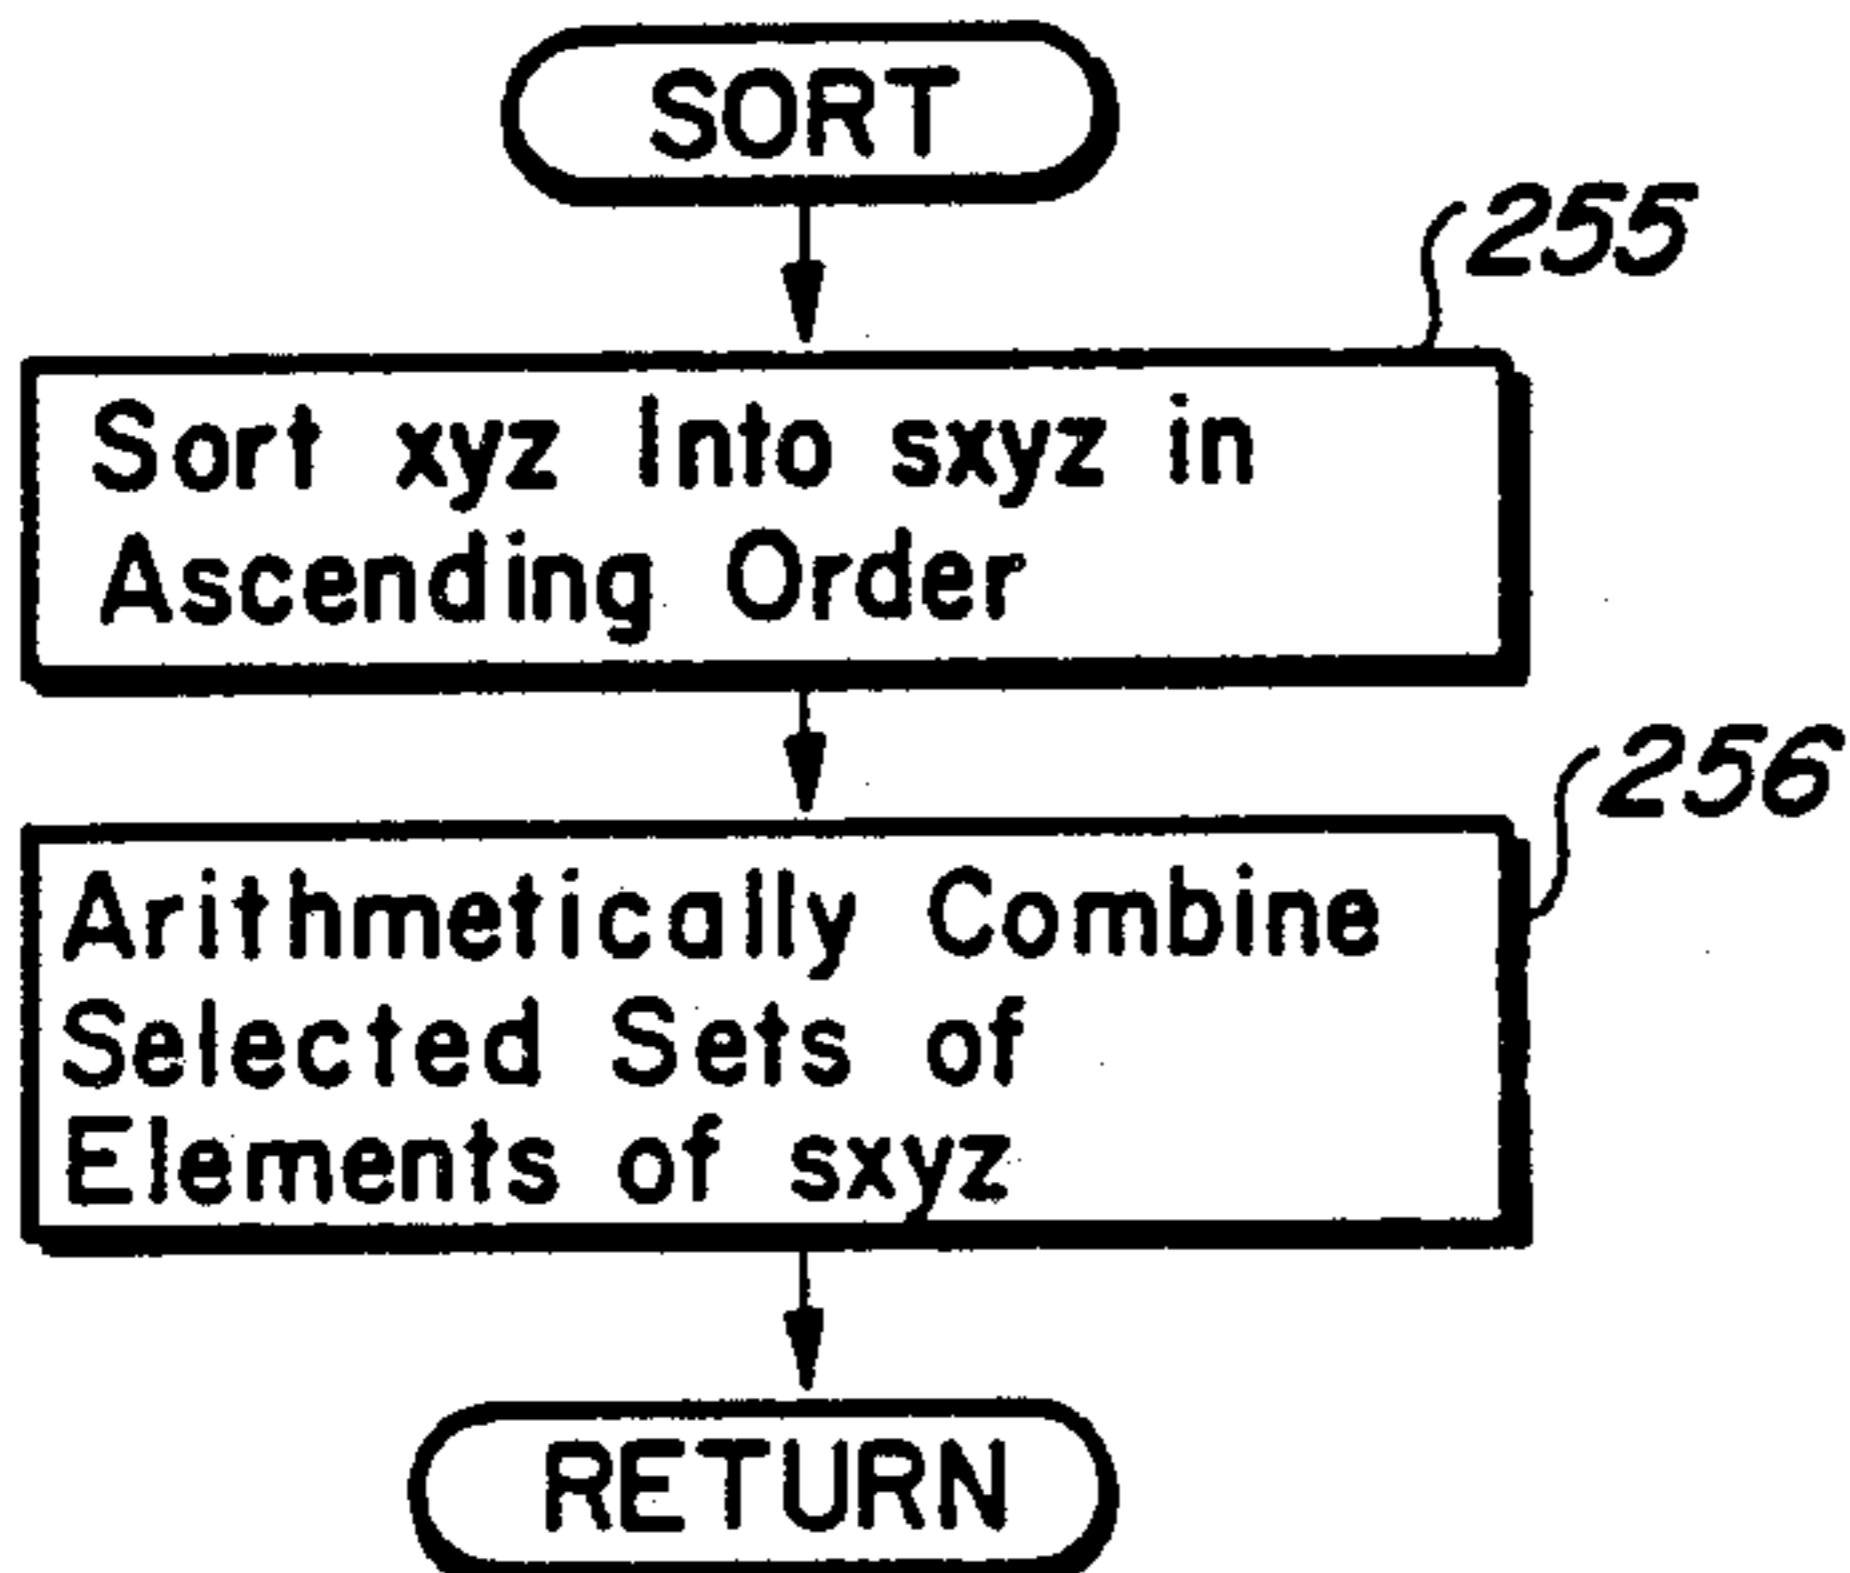 SORT
255
Sort xyz Into sxyz in
Ascending Order
256
Arithmetically Combine
Selected Sets of
Elements of sxyz
RETURN